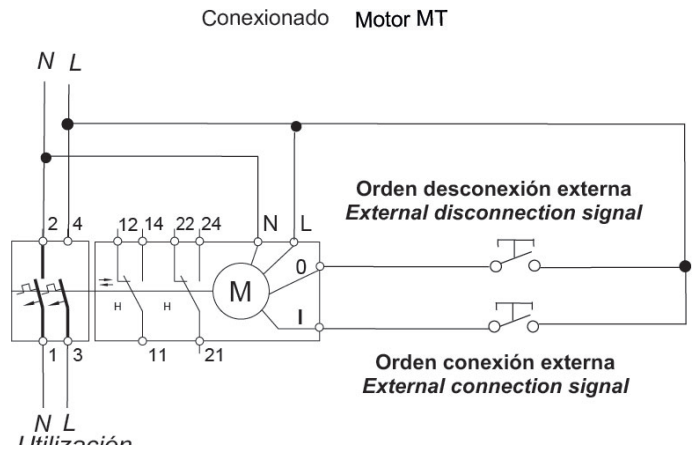 Conexionado Motor MT
N L
2 4 12 14 22 24 N L
Orden desconexión externa
External disconnection signal
0
M
H H
I
1 3 11 21
Orden conexión externa
External connection signal
N L
Utilización